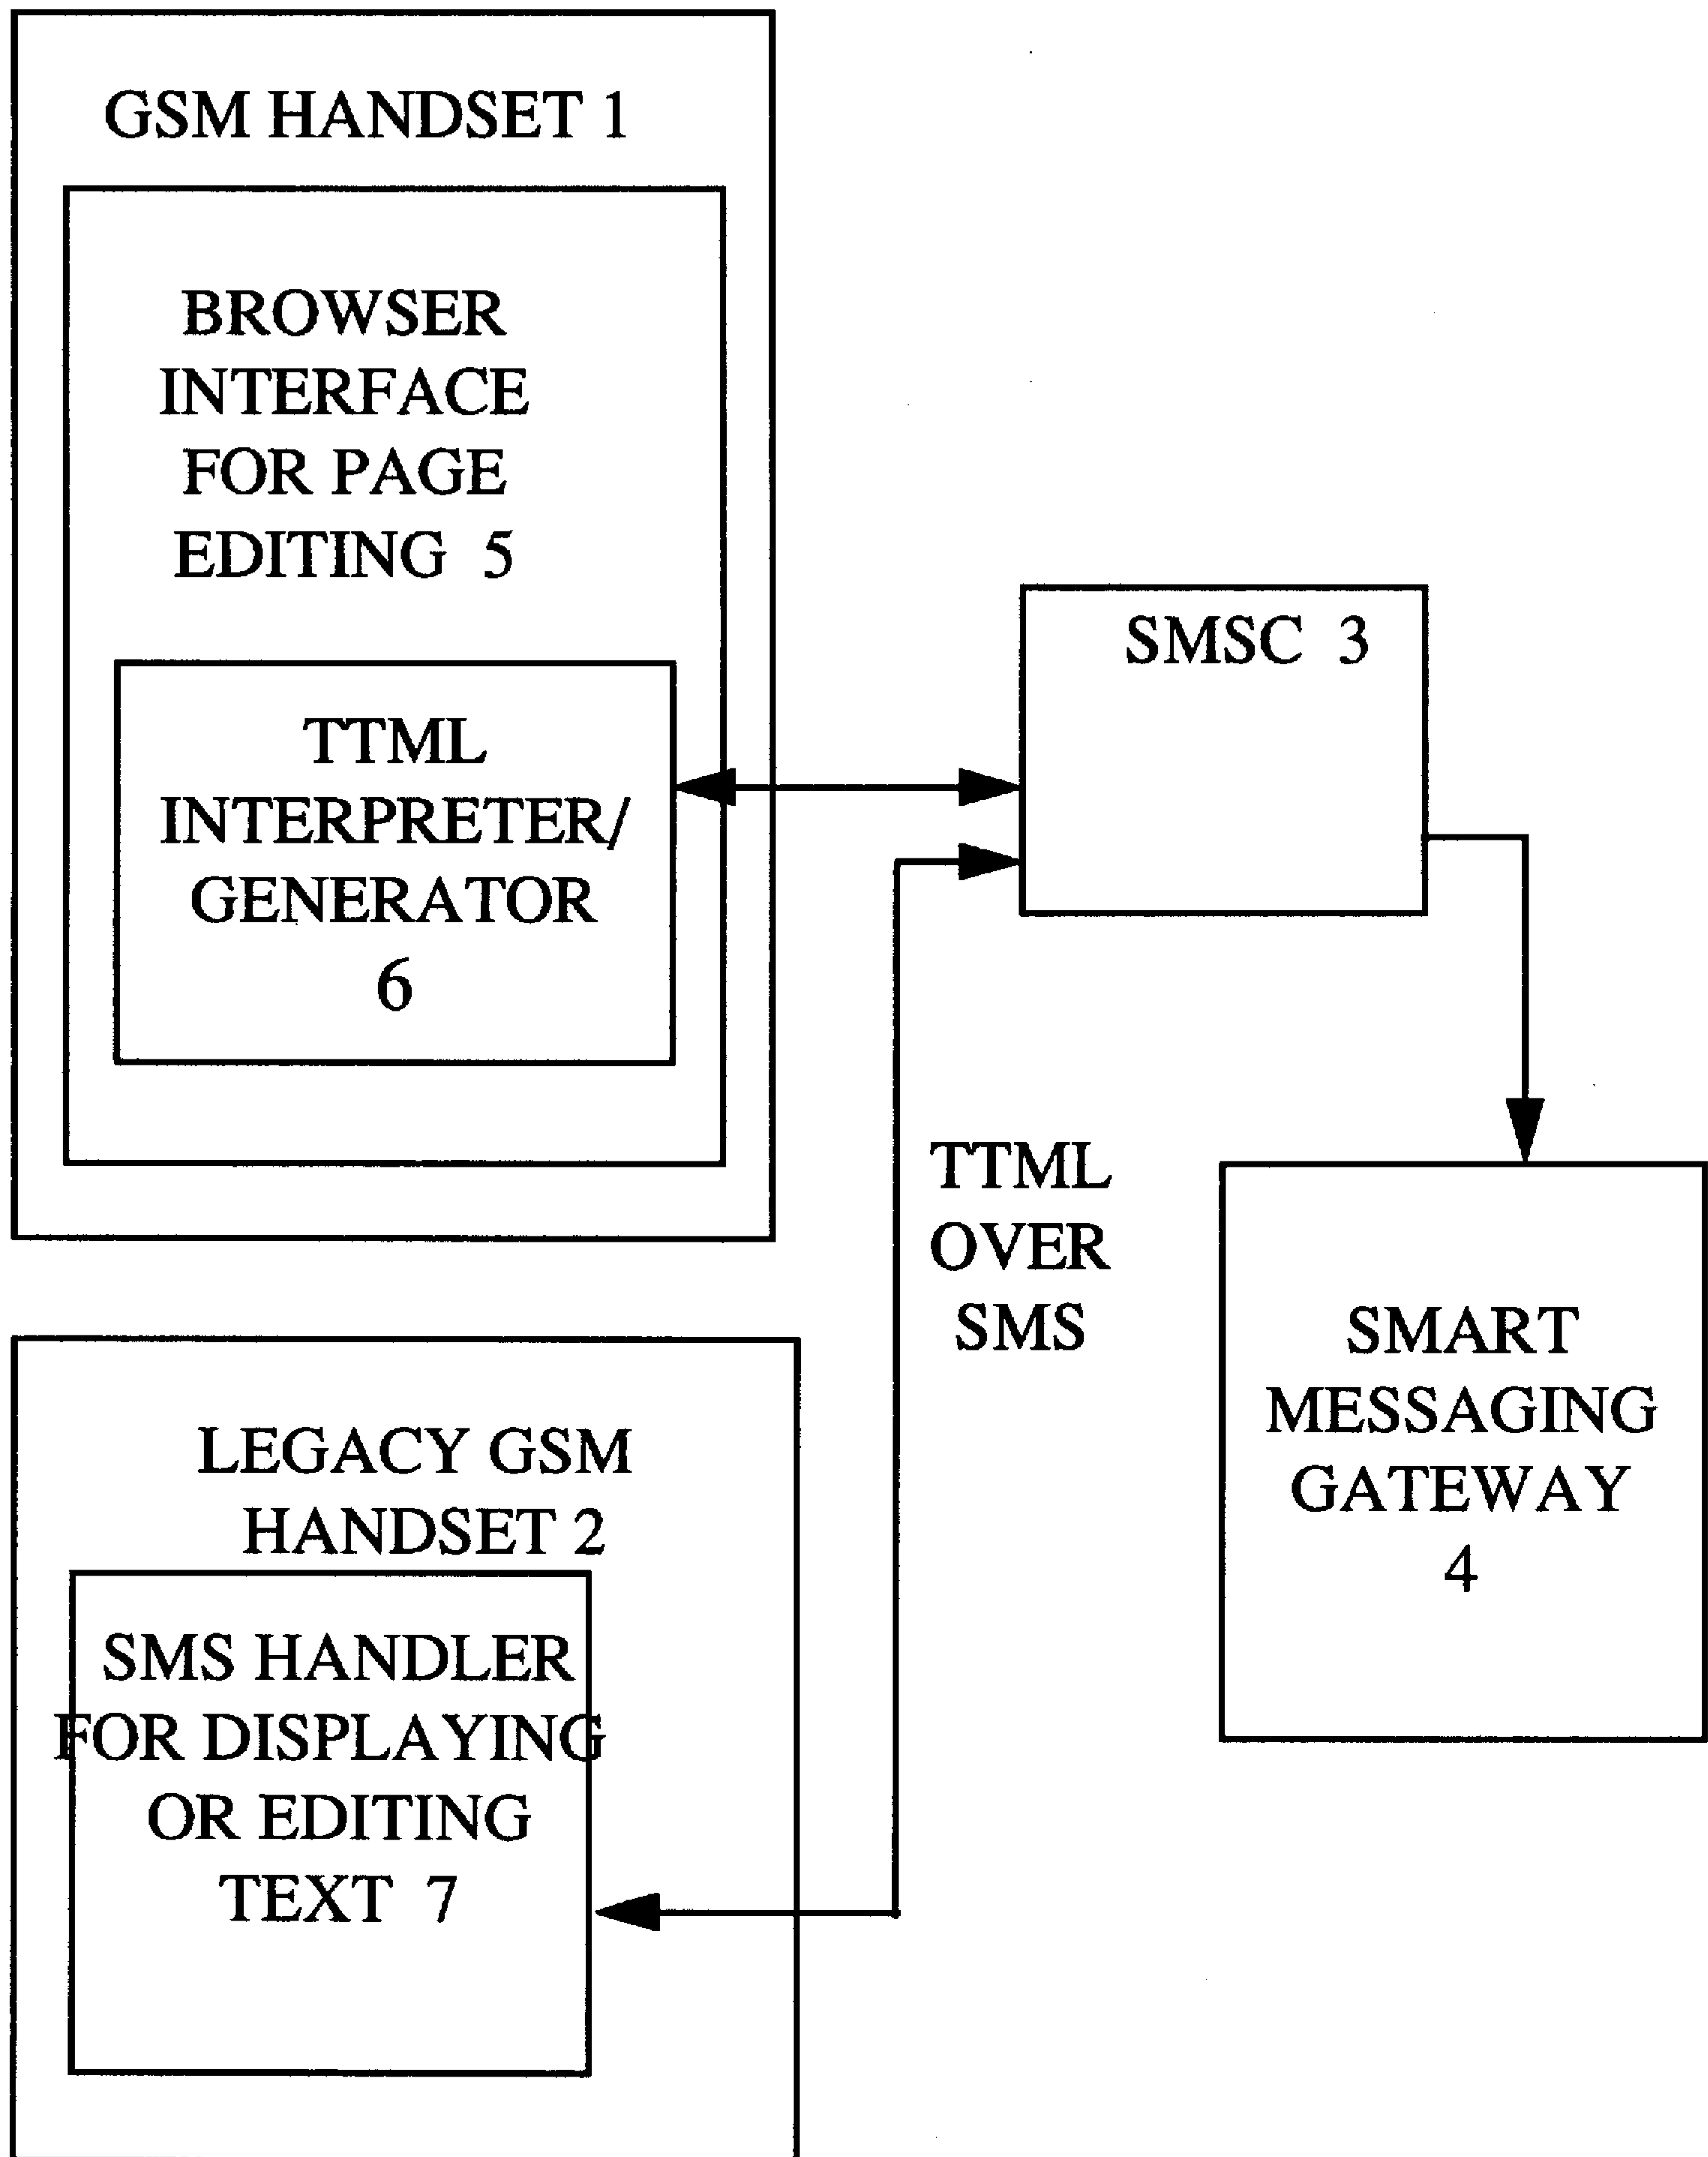 GSM HANDSET 1
BROWSER
INTERFACE
FOR PAGE
EDITING 5
TTML
INTERPRETER/
GENERATOR
6
SMSC 3
TTML
OVER
SMS
SMART
MESSAGING
GATEWAY
4
LEGACY GSM
HANDSET 2
SMS HANDLER
FOR DISPLAYING
OR EDITING
TEXT 7